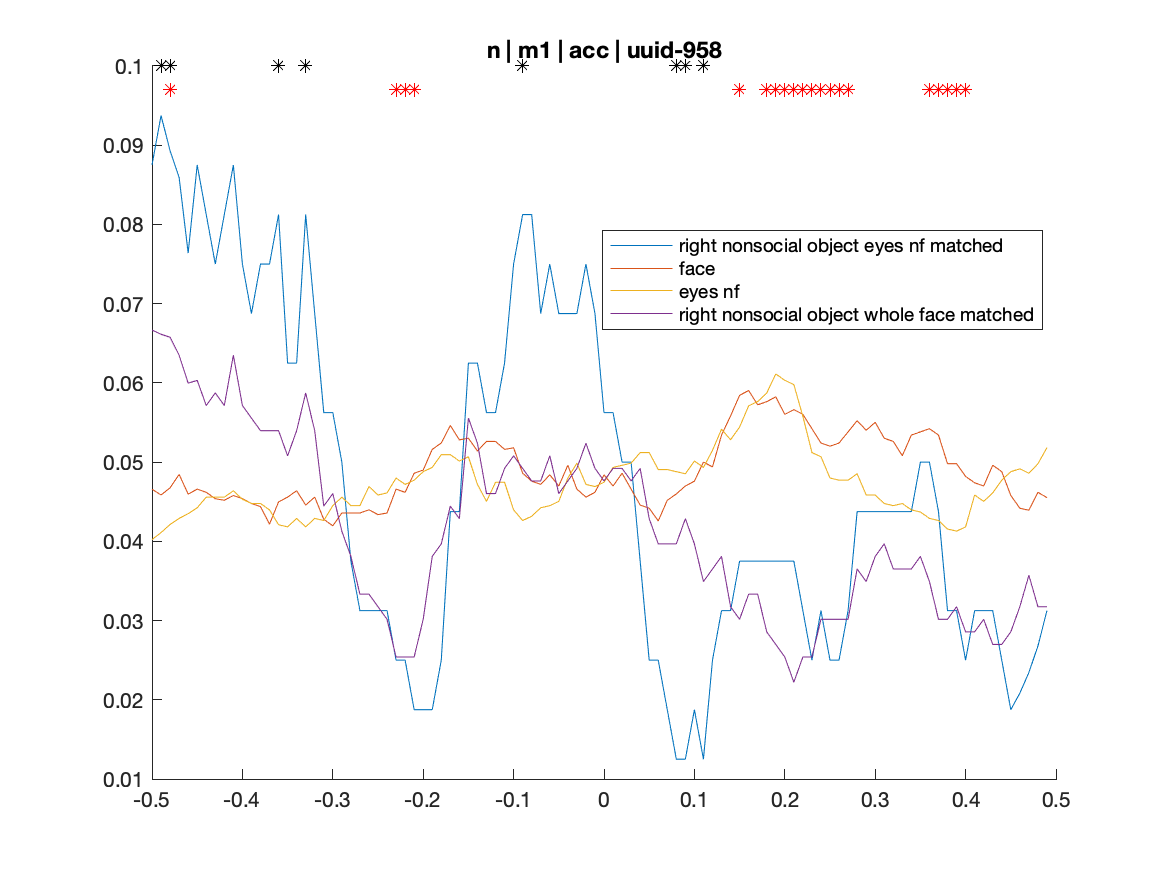 n | m1 | acc | uuid-958
0.1
0.09
0.08
0.07
0.06
0.05
0.04
0.03
0.02
0.01
right nonsocial object eyes nf matched
face
eyes nf
right nonsocial object whole face matched
-0.5 -0.4 -0.3 -0.2 -0.1 0 0.1 0.2 0.3 0.4 0.5